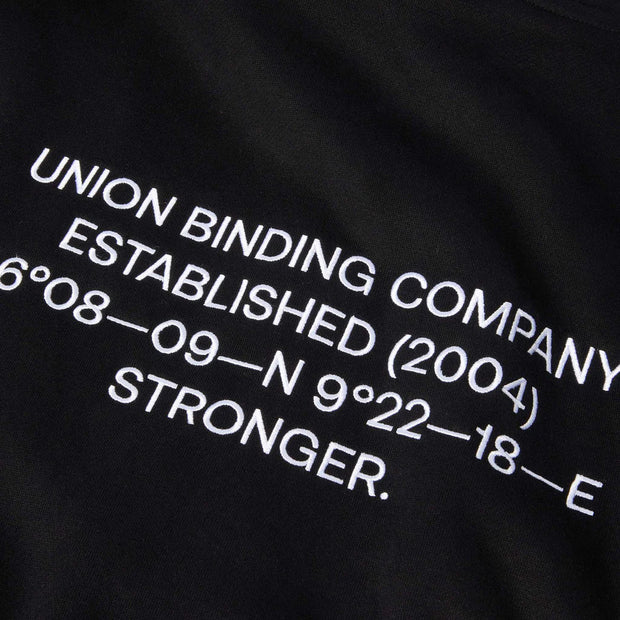 UNION BINDING COMPANY
ESTABLISHED (2004)
6°08—09—N 9°22—18—E
STRONGER.